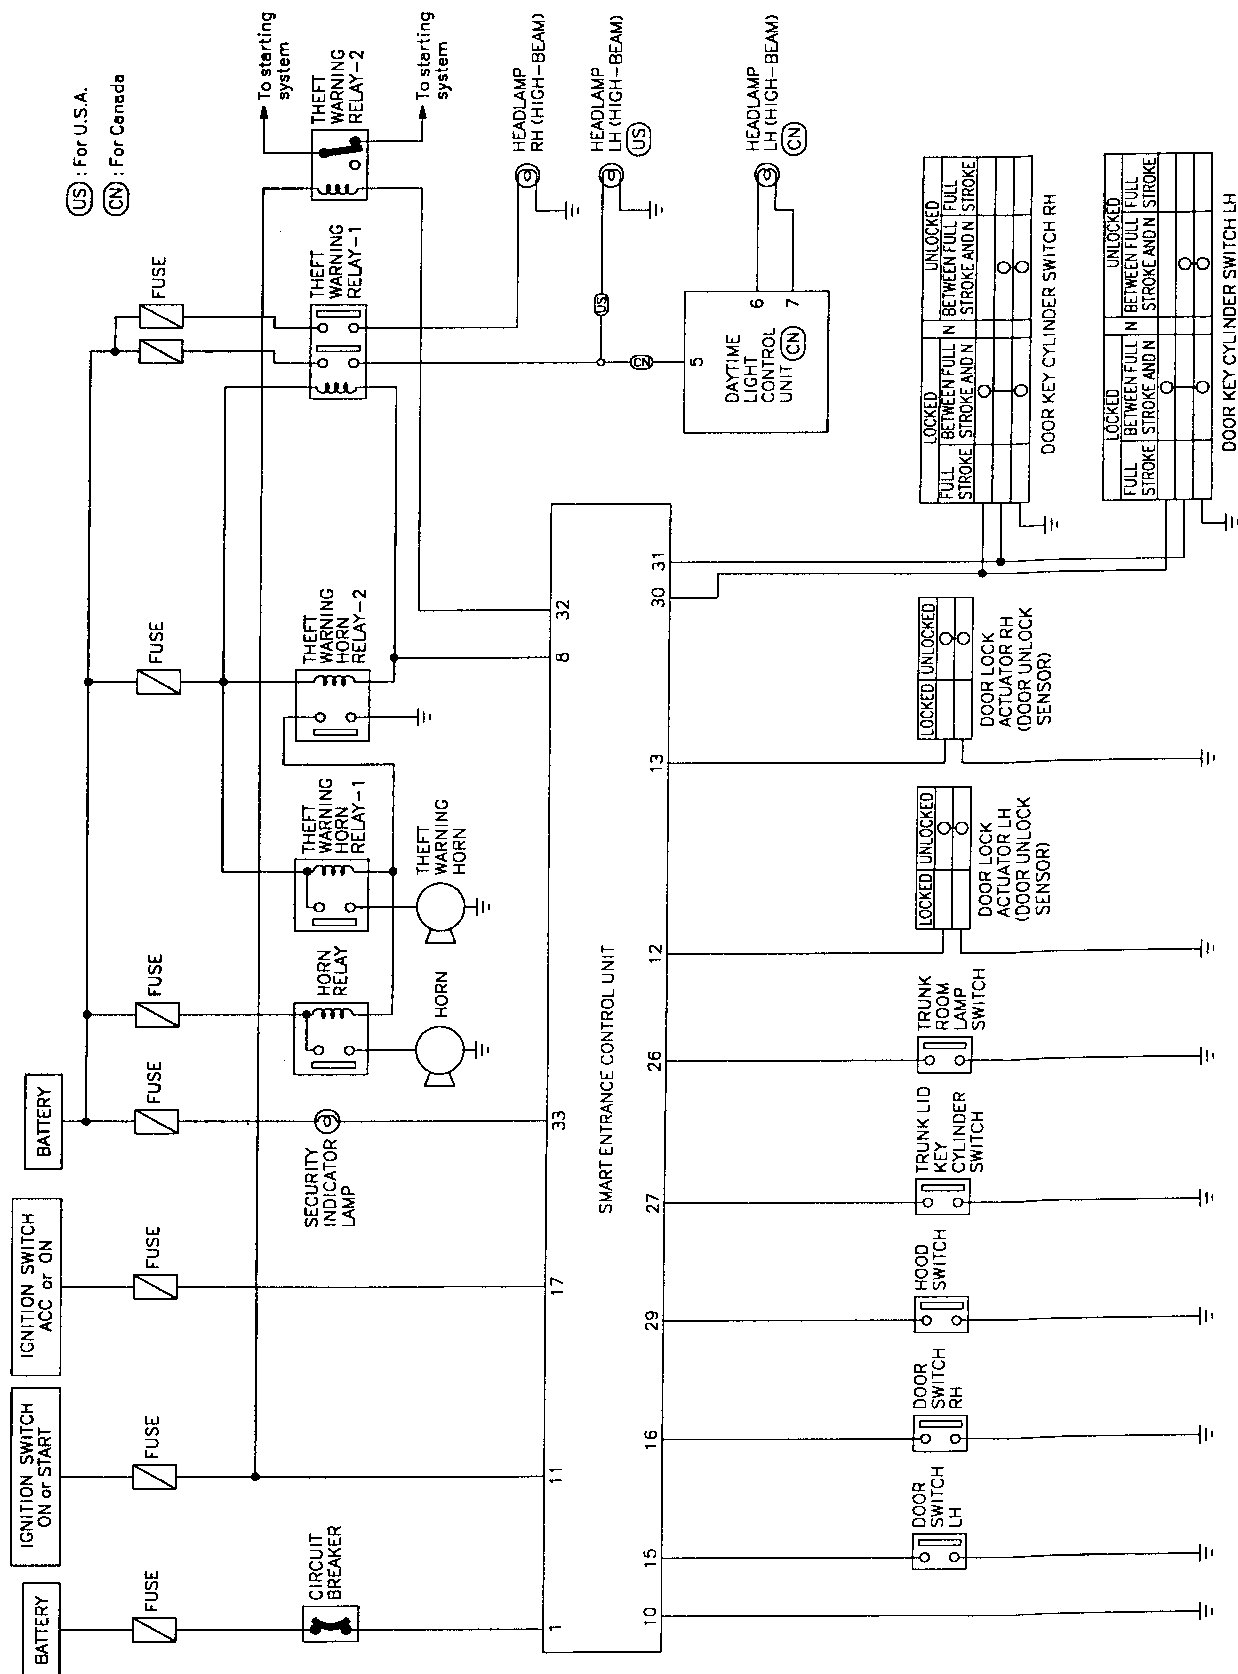 BATTERY
FUSE
CIRCUIT
BREAKER
1
IGNITION SWITCH
ON or START
FUSE
11
IGNITION SWITCH
ACC or ON
FUSE
17
BATTERY
FUSE
SECURITY
INDICATOR
LAMP
33
FUSE
HORN
RELAY
HORN
THEFT
WARNING
HORN
RELAY-1
THEFT
WARNING
HORN
FUSE
THEFT
WARNING
HORN
RELAY-2
8
32
FUSE
THEFT
WARNING
RELAY-1
THEFT
WARNING
RELAY-2
To starting
system
To starting
system
US : For U.S.A.
CN : For Canada
HEADLAMP
RH (HIGH-BEAM)
HEADLAMP
LH (HIGH-BEAM)
US
HEADLAMP
LH (HIGH-BEAM)
CN
US
CN
5
6
7
DAYTIME
LIGHT
CONTROL
UNIT CN
SMART ENTRANCE CONTROL UNIT
10
15
DOOR
SWITCH
LH
16
DOOR
SWITCH
RH
29
HOOD
SWITCH
27
TRUNK LID
KEY
CYLINDER
SWITCH
26
TRUNK
ROOM
LAMP
SWITCH
12
LOCKED UNLOCKED
DOOR LOCK
ACTUATOR LH
(DOOR UNLOCK
SENSOR)
13
LOCKED UNLOCKED
DOOR LOCK
ACTUATOR RH
(DOOR UNLOCK
SENSOR)
30
31
LOCKED N UNLOCKED
FULL BETWEEN FULL BETWEEN FULL FULL
STROKE STROKE AND N STROKE AND N STROKE
DOOR KEY CYLINDER SWITCH RH
LOCKED N UNLOCKED
FULL BETWEEN FULL BETWEEN FULL FULL
STROKE STROKE AND N STROKE AND N STROKE
DOOR KEY CYLINDER SWITCH LH